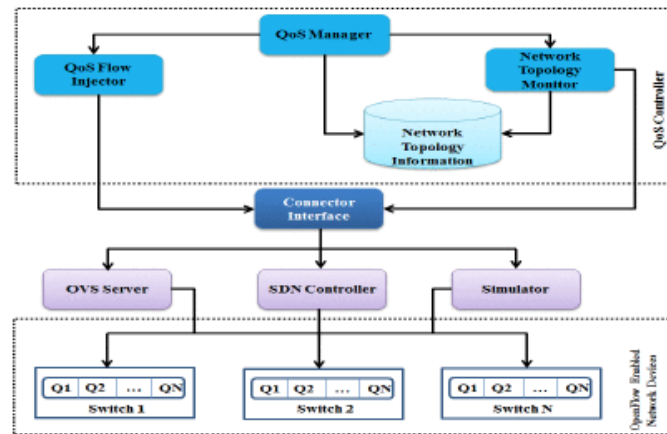 QoS Manager
QoS Flow
Injector
Network
Topology
Monitor
Network
Topology
Information
QoS Controller
Connector
Interface
OVS Server
SDN Controller
Simulator
Q1 Q2 ... QN
Switch 1
Q1 Q2 ... QN
Switch 2
Q1 Q2 ... QN
Switch N
OpenFlow Enabled
Network Devices